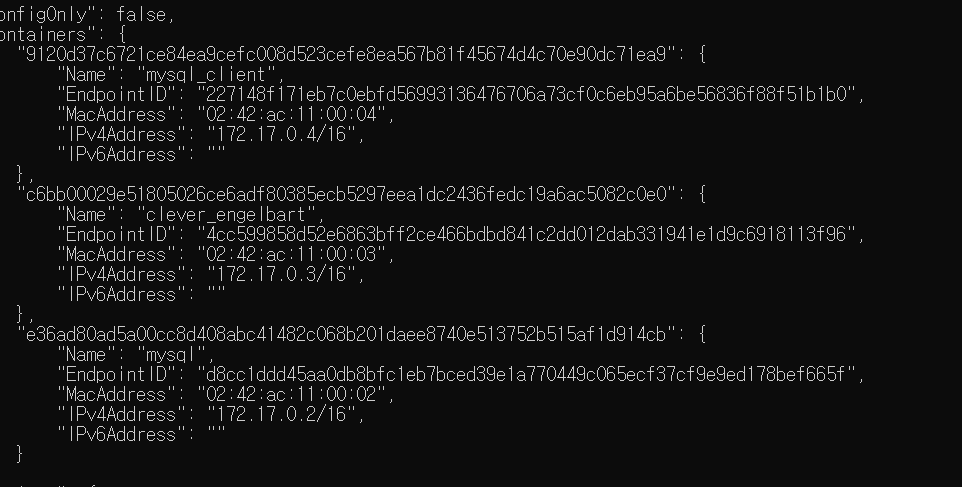 onfigOnly": false,
ontainers": {
"9120d37c6721ce84ea9cefc008d523cefe8ea567b81f45674d4c70e90dc71ea9": {
"Name": "mysql_client",
"EndpointID": "227148f171eb7c0ebfd56993136476706a73cf0c6eb95a6be56836f88f51b1b0",
"MacAddress": "02:42:ac:11:00:04",
"IPv4Address": "172.17.0.4/16",
"IPv6Address": ""
},
"c6bb00029e51805026ce6adf80385ecb5297eea1dc2436fedc19a6ac5082c0e0": {
"Name": "clever_engelbart",
"EndpointID": "4cc599858d52e6863bff2ce466bdbd841c2dd012dab331941e1d9c6918113f96",
"MacAddress": "02:42:ac:11:00:03",
"IPv4Address": "172.17.0.3/16",
"IPv6Address": ""
},
"e36ad80ad5a00cc8d408abc41482c068b201daee8740e513752b515af1d914cb": {
"Name": "mysql",
"EndpointID": "d8cc1ddd45aa0db8bfc1eb7bced39e1a770449c065ecf37cf9e9ed178bef665f",
"MacAddress": "02:42:ac:11:00:02",
"IPv4Address": "172.17.0.2/16",
"IPv6Address": ""
}